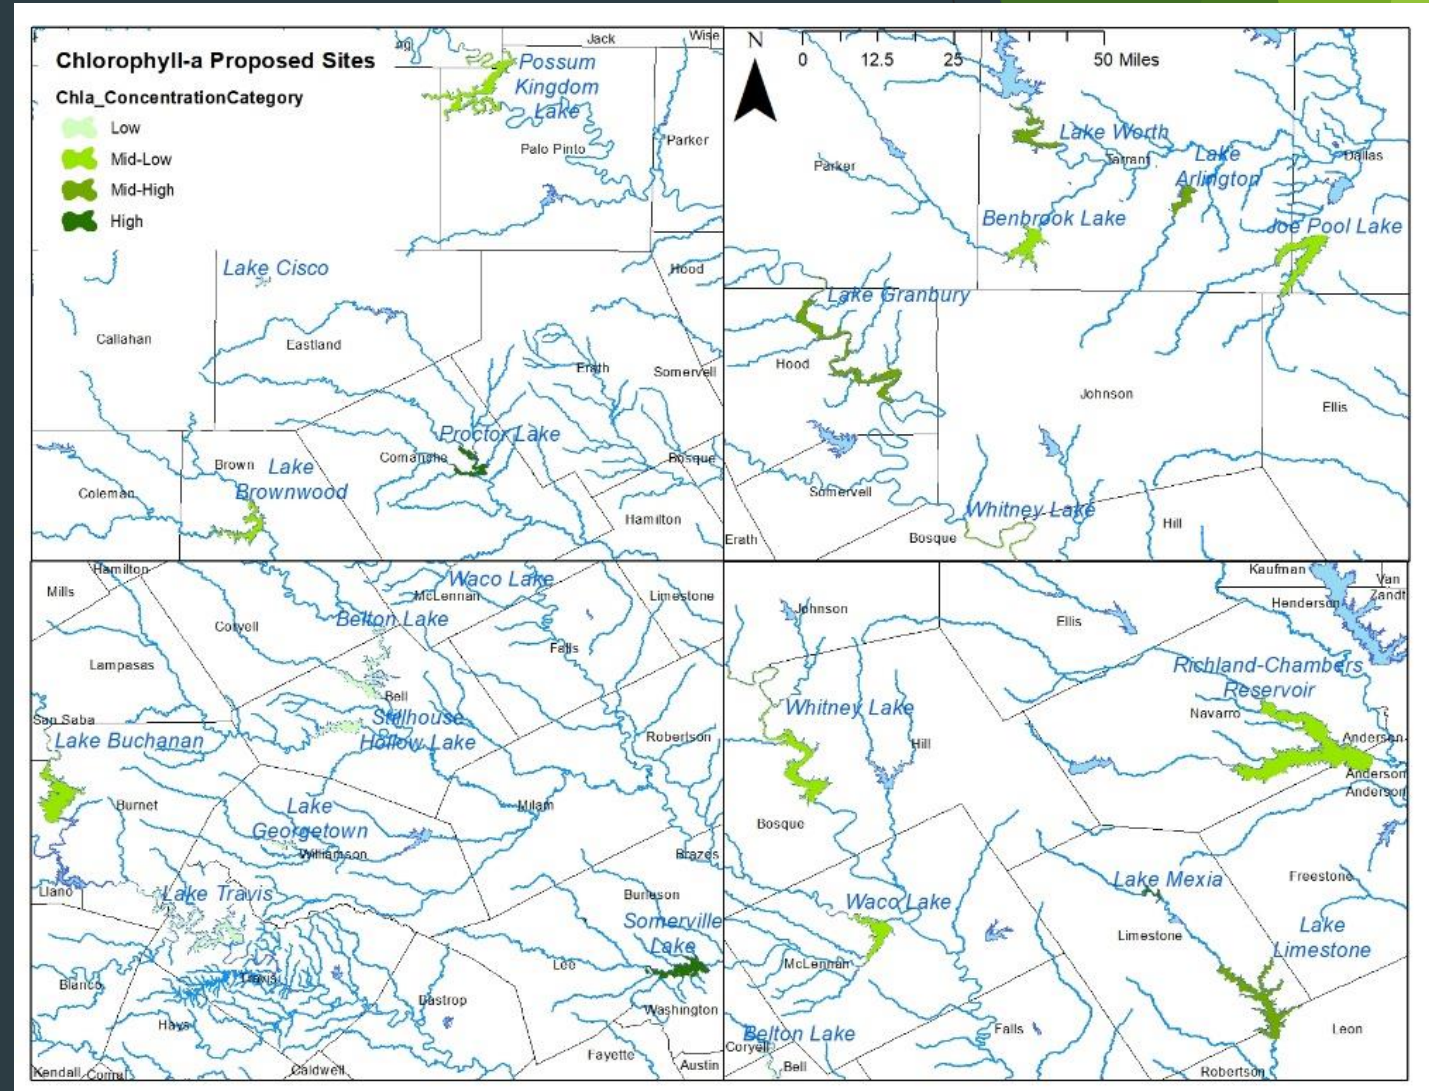 Chlorophyll-a Proposed Sites
Chla_ConcentrationCategory
Low
Mid-Low
Mid-High
High
Jack
Wise
Possum
Kingdom
Lake
Palo Pinto
Parker
Lake Cisco
Hood
Callahan
Eastland
Erath
Somervell
Proctor Lake
Comanche
Bosque
Brown
Lake
Brownwood
Coleman
Hamilton
N
0 12.5 25 50 Miles
Lake Worth
Tarrant
Dallas
Parker
Lake
Arlington
Benbrook Lake
Joe Pool Lake
Lake Granbury
Hood
Johnson
Ellis
Somervell
Whitney Lake
Hill
Erath
Bosque
Hamilton
Mills
Waco Lake
McLennan
Limestone
Belton Lake
Coryell
Falls
Lampasas
Bell
San Saba
Stillhouse
Hollow Lake
Lake Buchanan
Robertson
Burnet
Lake
Georgetown
Milam
Williamson
Brazos
Llano
Lake Travis
Burleson
Somerville
Lake
Lee
Travis
Blanco
Bastrop
Washington
Hays
Fayette
Austin
Kendall
Comal
Caldwell
Kaufman
Van
Zandt
Henderson
Johnson
Ellis
Richland-Chambers
Reservoir
Navarro
Whitney Lake
Anderson
Hill
Anderson
Anderson
Bosque
Lake Mexia
Freestone
Waco Lake
Lake
Limestone
Limestone
McLennan
Belton Lake
Falls
Leon
Coryell
Bell
Robertson